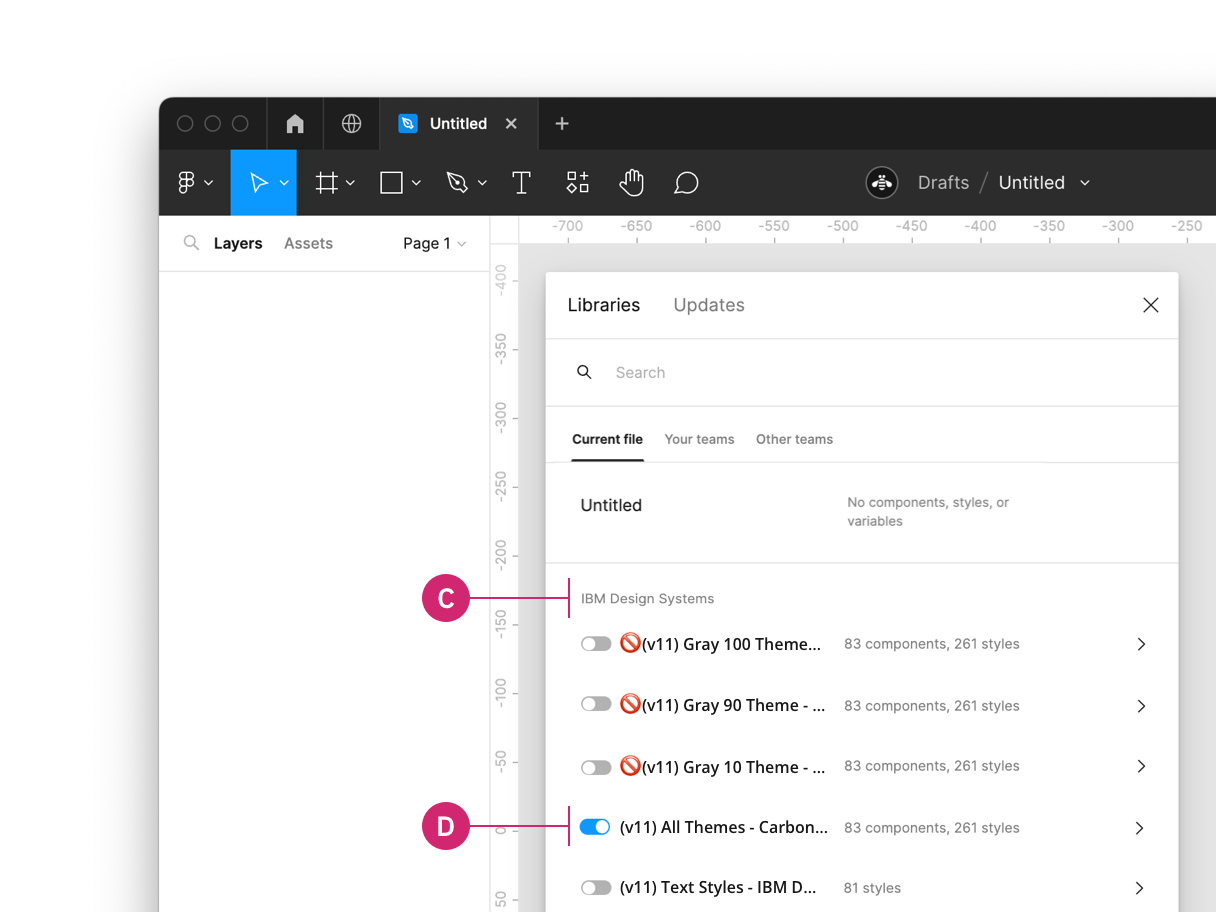 Untitled
Drafts / Untitled
Layers Assets Page 1
-700 -650 -600 -550 -500 -450 -400 -350 -300 -250
-400
-350
-300
-250
-200
-150
-100
-50
0
50
Libraries Updates
Search
Current file Your teams Other teams
Untitled
No components, styles, or
variables
C
IBM Design Systems
(v11) Gray 100 Theme... 83 components, 261 styles
(v11) Gray 90 Theme - ... 83 components, 261 styles
(v11) Gray 10 Theme - ... 83 components, 261 styles
D
(v11) All Themes - Carbon... 83 components, 261 styles
(v11) Text Styles - IBM D... 81 styles